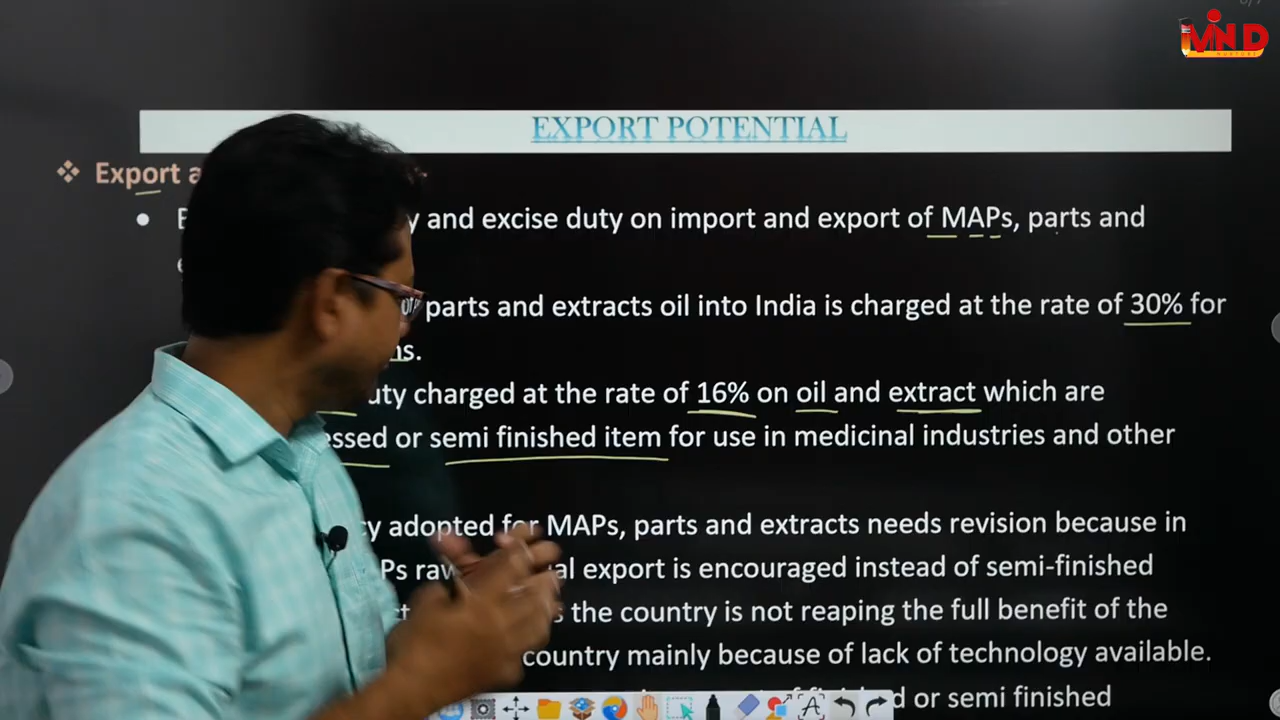 MIND
EXPORT POTENTIAL
❖ Export
• y and excise duty on import and export of MAPs, parts and
parts and extracts oil into India is charged at the rate of 30% for
ns.
uty charged at the rate of 16% on oil and extract which are
essed or semi finished item for use in medicinal industries and other
cy adopted for MAPs, parts and extracts needs revision because in
Ps raw al export is encouraged instead of semi-finished
s the country is not reaping the full benefit of the
country mainly because of lack of technology available.
d or semi finished